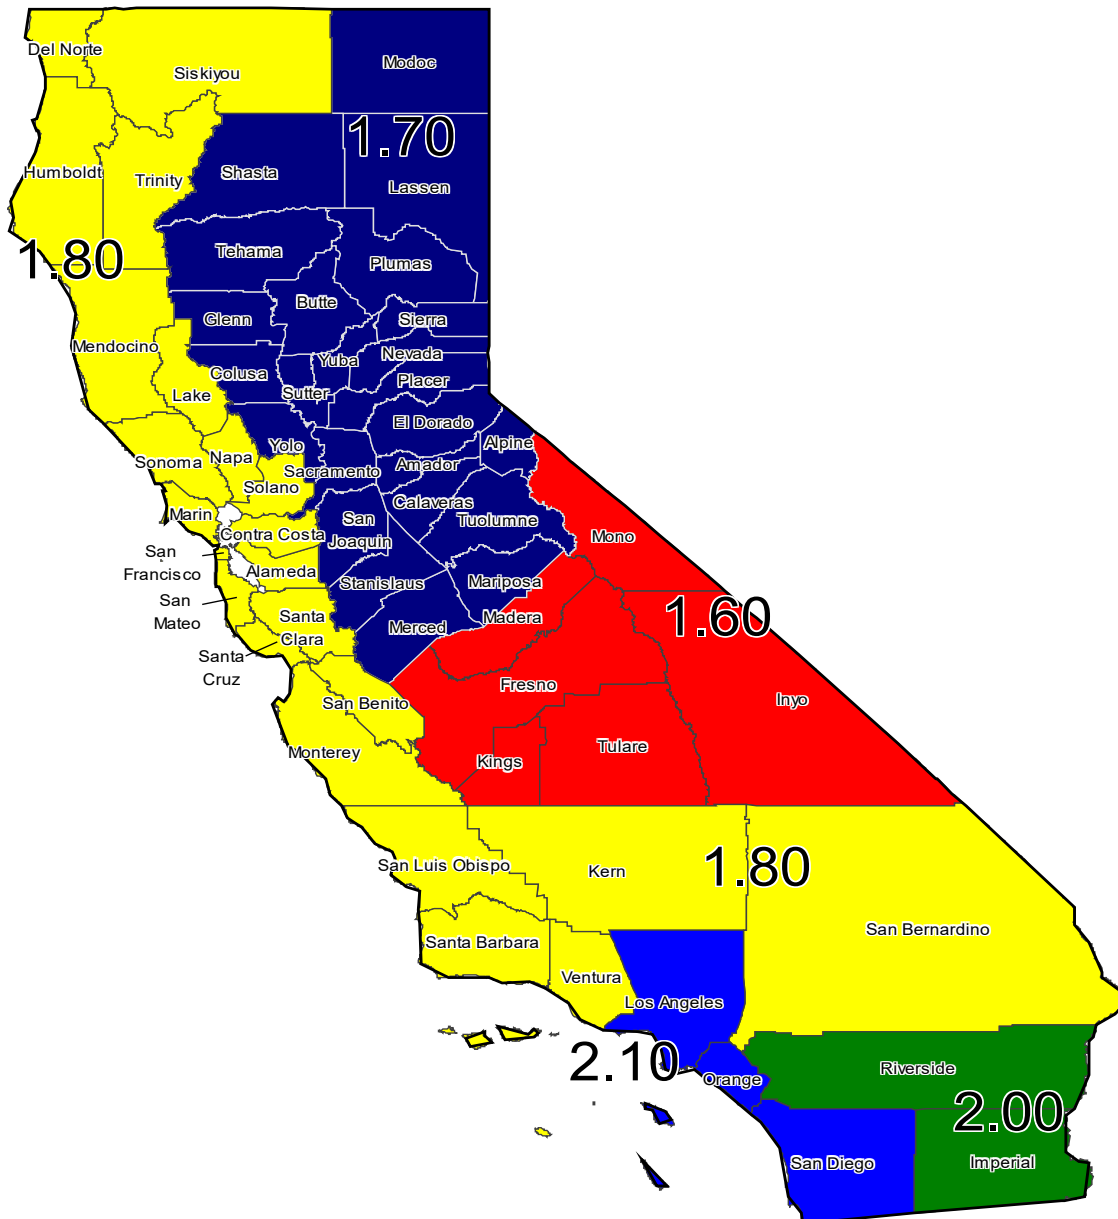 Del Norte
Siskiyou
Modoc
1.70
Humboldt
Trinity
Shasta
Lassen
1.80
Tehama
Plumas
Butte
Glenn
Sierra
Mendocino
Colusa
Yuba
Nevada
Placer
Lake
Sutter
El Dorado
Yolo
Alpine
Sonoma
Napa
Sacramento
Amador
Solano
Calaveras
Marin
San
Joaquin
Tuolumne
Contra Costa
Mono
San
Francisco
Alameda
Stanislaus
Mariposa
San
Mateo
Santa
Clara
Merced
Madera
1.60
Santa
Cruz
Fresno
Inyo
San Benito
Monterey
Kings
Tulare
San Luis Obispo
Kern
1.80
San Bernardino
Santa Barbara
Ventura
Los Angeles
2.10
Orange
Riverside
2.00
San Diego
Imperial